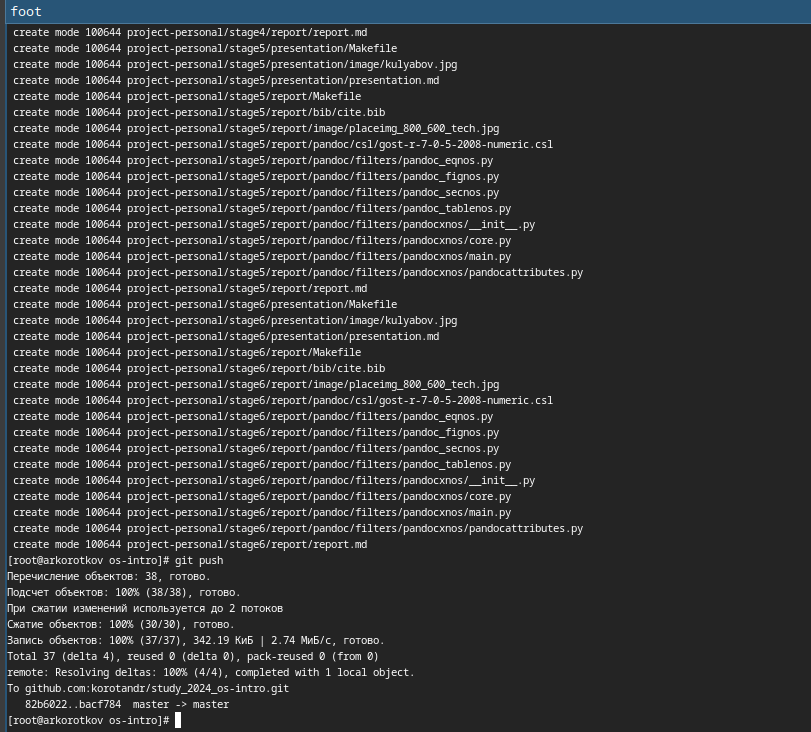 foot
create mode 100644 project-personal/stage4/report/report.md
create mode 100644 project-personal/stage5/presentation/Makefile
create mode 100644 project-personal/stage5/presentation/image/kulyabov.jpg
create mode 100644 project-personal/stage5/presentation/presentation.md
create mode 100644 project-personal/stage5/report/Makefile
create mode 100644 project-personal/stage5/report/bib/cite.bib
create mode 100644 project-personal/stage5/report/image/placeimg_800_600_tech.jpg
create mode 100644 project-personal/stage5/report/pandoc/csl/gost-r-7-0-5-2008-numeric.csl
create mode 100644 project-personal/stage5/report/pandoc/filters/pandoc_eqnos.py
create mode 100644 project-personal/stage5/report/pandoc/filters/pandoc_fignos.py
create mode 100644 project-personal/stage5/report/pandoc/filters/pandoc_secnos.py
create mode 100644 project-personal/stage5/report/pandoc/filters/pandoc_tablenos.py
create mode 100644 project-personal/stage5/report/pandoc/filters/pandocxnos/__init__.py
create mode 100644 project-personal/stage5/report/pandoc/filters/pandocxnos/core.py
create mode 100644 project-personal/stage5/report/pandoc/filters/pandocxnos/main.py
create mode 100644 project-personal/stage5/report/pandoc/filters/pandocxnos/pandocattributes.py
create mode 100644 project-personal/stage5/report/report.md
create mode 100644 project-personal/stage6/presentation/Makefile
create mode 100644 project-personal/stage6/presentation/image/kulyabov.jpg
create mode 100644 project-personal/stage6/presentation/presentation.md
create mode 100644 project-personal/stage6/report/Makefile
create mode 100644 project-personal/stage6/report/bib/cite.bib
create mode 100644 project-personal/stage6/report/image/placeimg_800_600_tech.jpg
create mode 100644 project-personal/stage6/report/pandoc/csl/gost-r-7-0-5-2008-numeric.csl
create mode 100644 project-personal/stage6/report/pandoc/filters/pandoc_eqnos.py
create mode 100644 project-personal/stage6/report/pandoc/filters/pandoc_fignos.py
create mode 100644 project-personal/stage6/report/pandoc/filters/pandoc_secnos.py
create mode 100644 project-personal/stage6/report/pandoc/filters/pandoc_tablenos.py
create mode 100644 project-personal/stage6/report/pandoc/filters/pandocxnos/__init__.py
create mode 100644 project-personal/stage6/report/pandoc/filters/pandocxnos/core.py
create mode 100644 project-personal/stage6/report/pandoc/filters/pandocxnos/main.py
create mode 100644 project-personal/stage6/report/pandoc/filters/pandocxnos/pandocattributes.py
create mode 100644 project-personal/stage6/report/report.md
[root@arkorotkov os-intro]# git push
Перечисление объектов: 38, готово.
Подсчет объектов: 100% (38/38), готово.
При сжатии изменений используется до 2 потоков
Сжатие объектов: 100% (30/30), готово.
Запись объектов: 100% (37/37), 342.19 КиБ | 2.74 МиБ/с, готово.
Total 37 (delta 4), reused 0 (delta 0), pack-reused 0 (from 0)
remote: Resolving deltas: 100% (4/4), completed with 1 local object.
To github.com:korotandr/study_2024_os-intro.git
82b6022..bacf784  master -> master
[root@arkorotkov os-intro]#